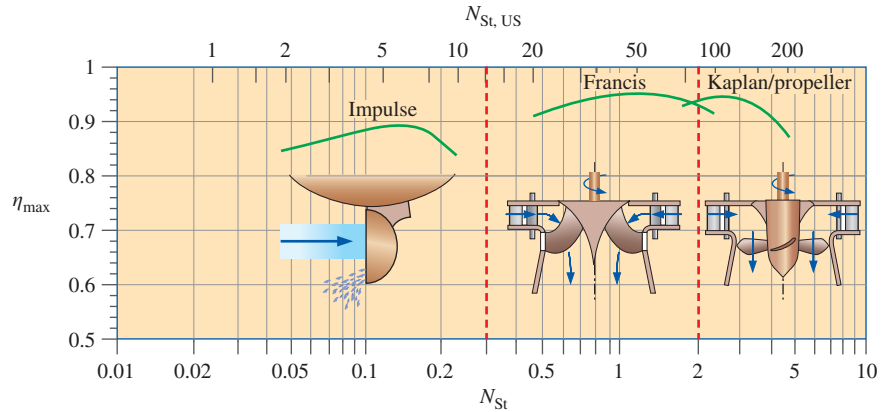 N_St, US
1 2 5 10 20 50 100 200
1
Impulse
Francis
Kaplan/propeller
0.9
0.8
η_max
0.7
0.6
0.5
0.01 0.02 0.05 0.1 0.2 0.5 1 2 5 10
N_St